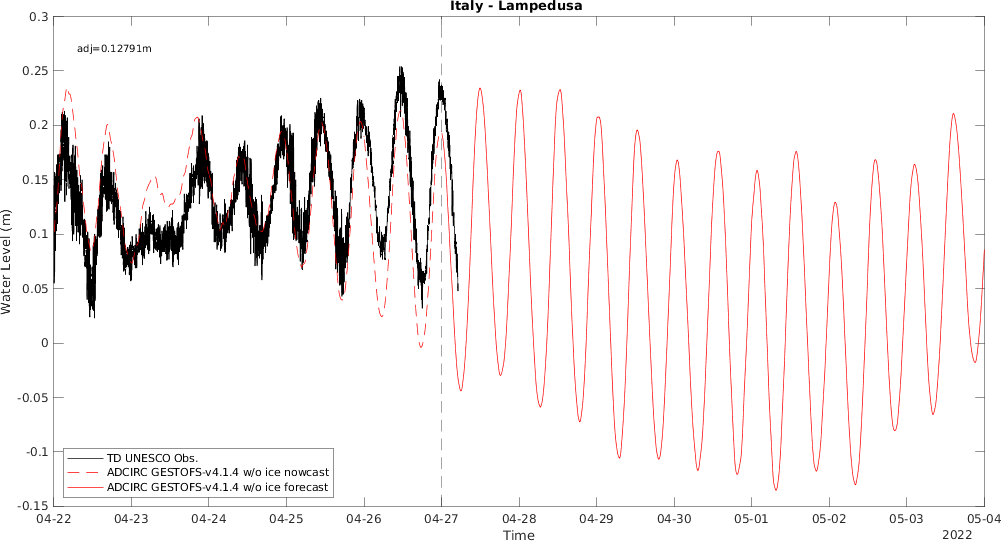 Italy - Lampedusa
adj=0.12791m
0.3
0.25
0.2
0.15
0.1
0.05
0
-0.05
-0.1
-0.15
Water Level (m)
TD UNESCO Obs.
ADCIRC GESTOFS-v4.1.4 w/o ice nowcast
ADCIRC GESTOFS-v4.1.4 w/o ice forecast
04-22 04-23 04-24 04-25 04-26 04-27 04-28 04-29 04-30 05-01 05-02 05-03 05-04
Time
2022